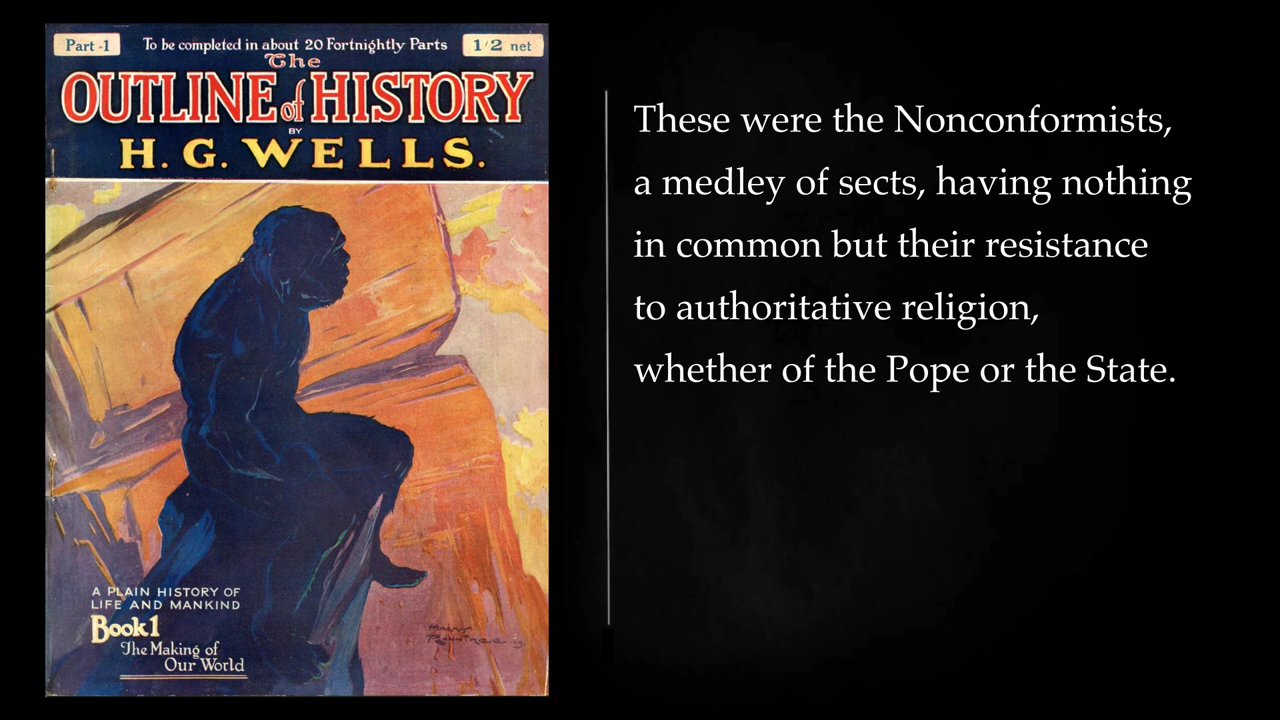 Part -1
To be completed in about 20 Fortnightly Parts
1/2 net
The
OUTLINE of HISTORY
BY
H. G. WELLS.
These were the Nonconformists,
a medley of sects, having nothing
in common but their resistance
to authoritative religion,
whether of the Pope or the State.
A PLAIN HISTORY OF
LIFE AND MANKIND
Book 1
The Making of
Our World